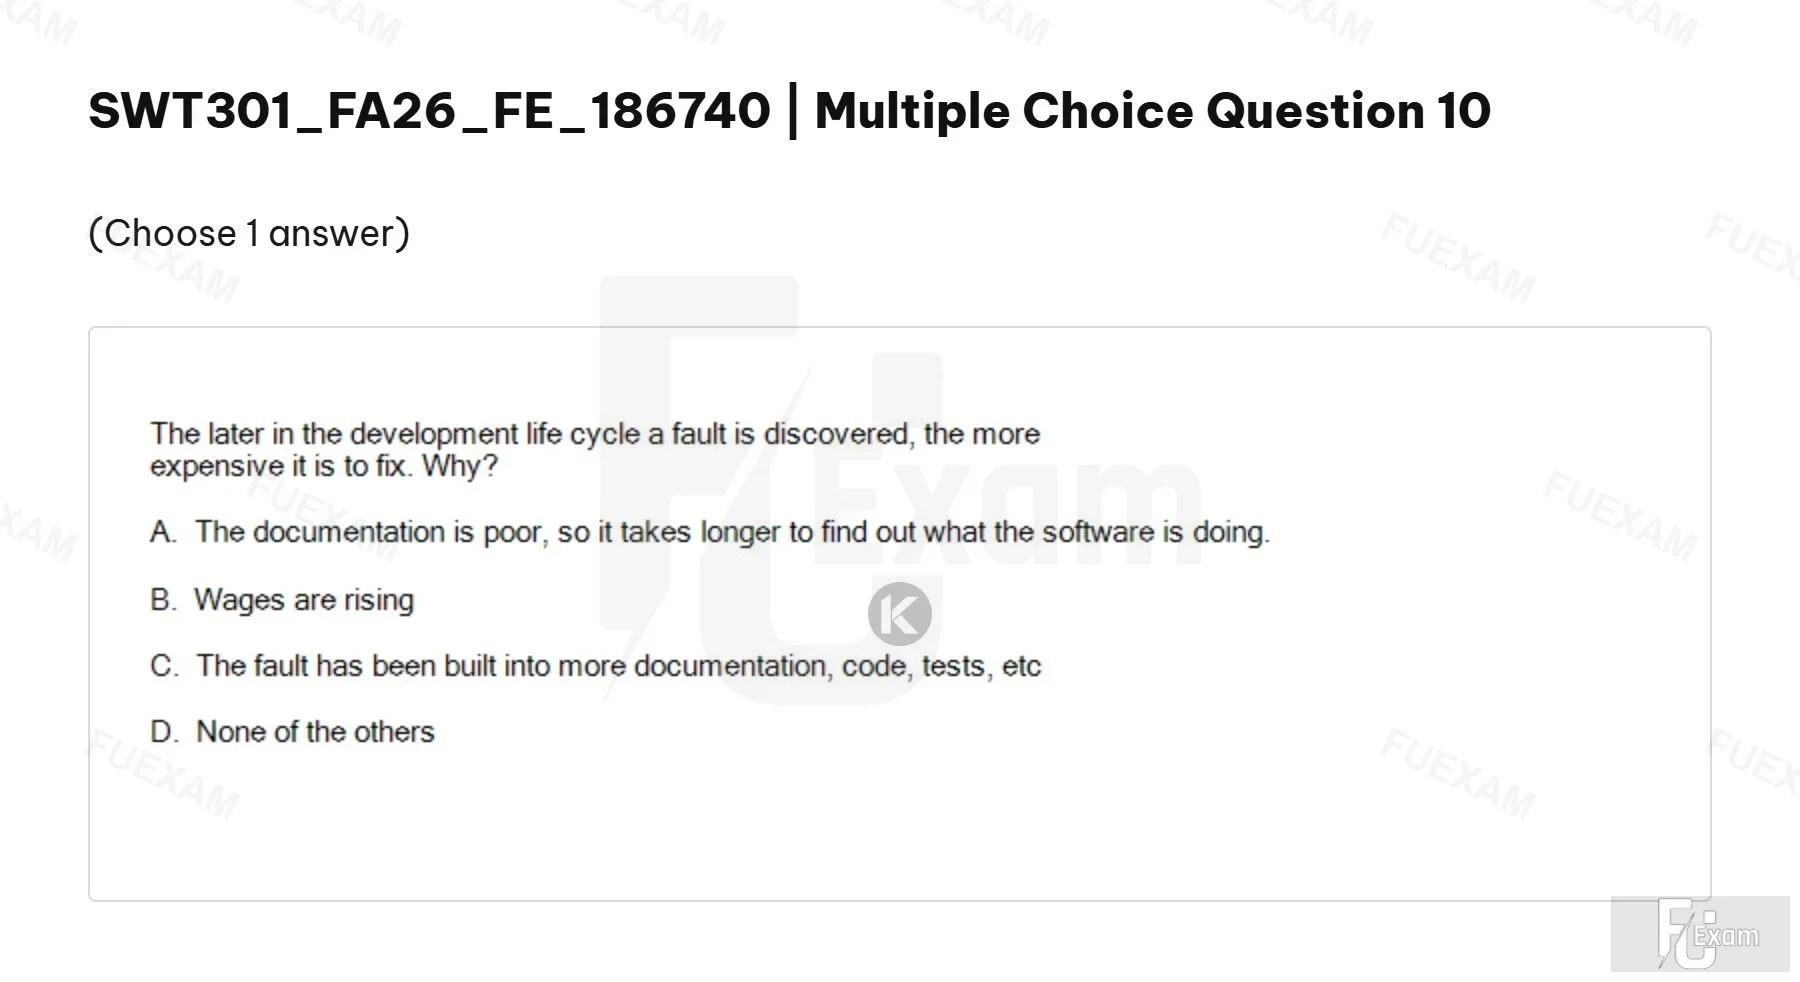 SWT301_FA26_FE_186740 | Multiple Choice Question 10
(Choose 1 answer)
The later in the development life cycle a fault is discovered, the more
expensive it is to fix. Why?
A. The documentation is poor, so it takes longer to find out what the software is doing.
B. Wages are rising
C. The fault has been built into more documentation, code, tests, etc
D. None of the others
FUExam
K
FUEXAM
FUExam